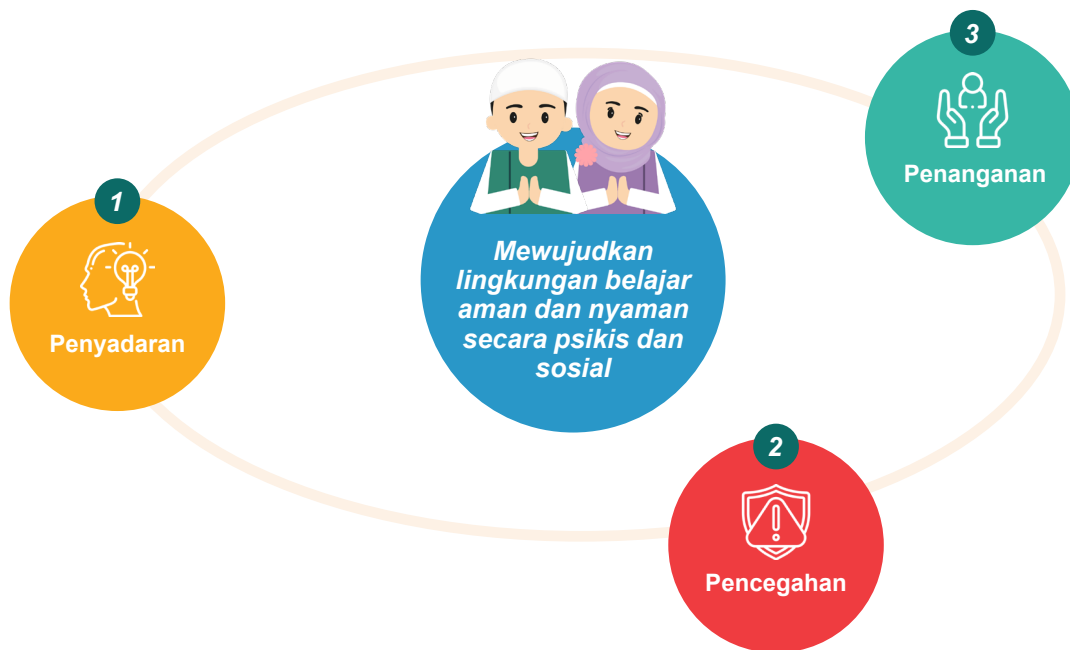 1
Penyadaran
Mewujudkan
lingkungan belajar
aman dan nyaman
secara psikis dan
sosial
2
Pencegahan
3
Penanganan